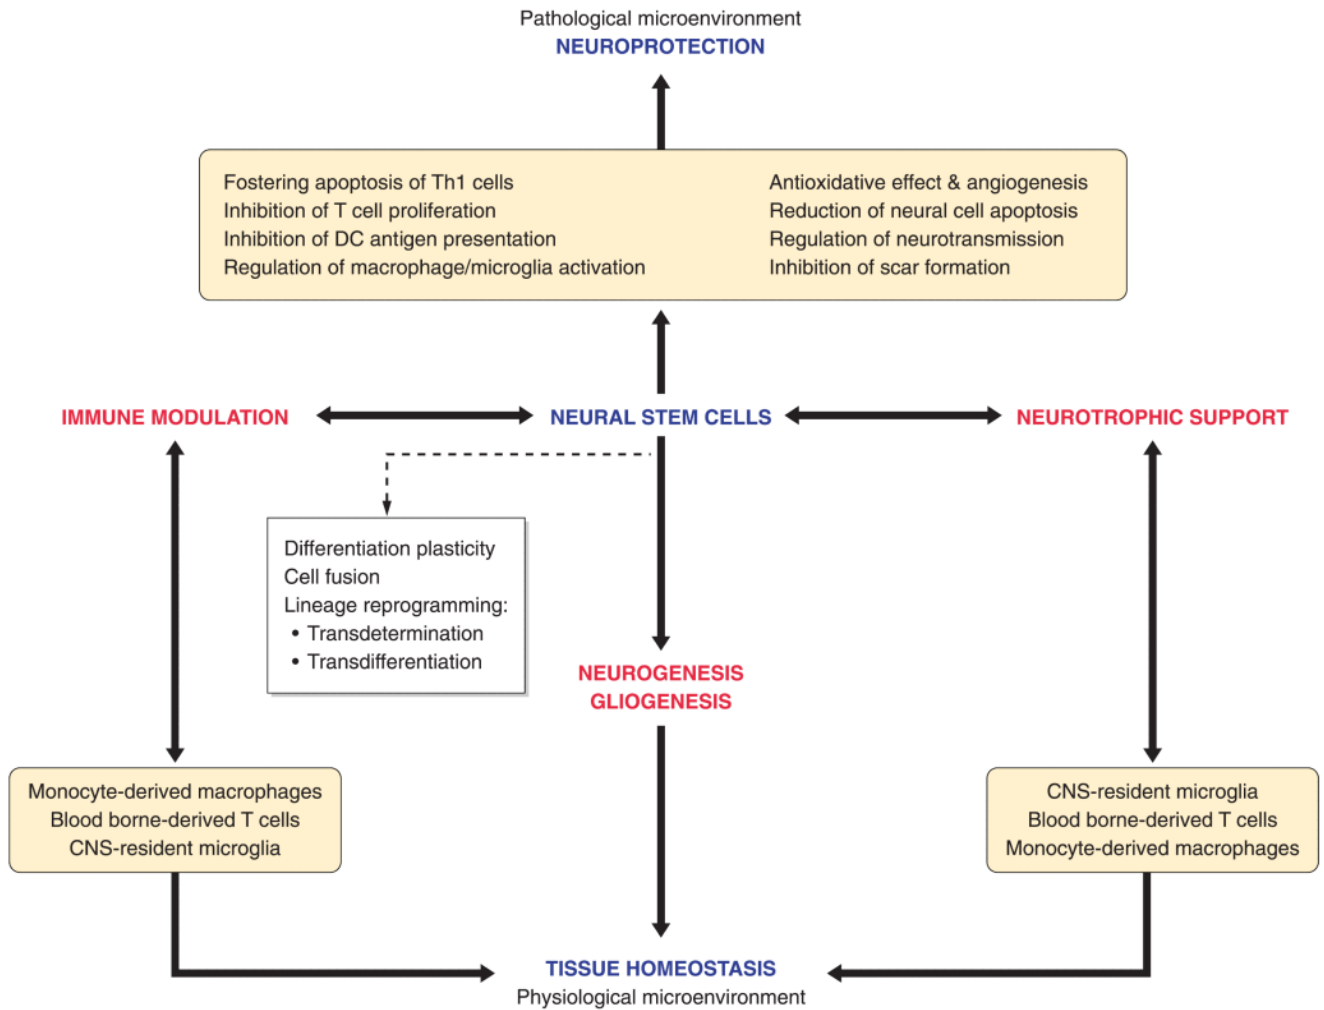 Pathological microenvironment
NEUROPROTECTION
Fostering apoptosis of Th1 cells
Inhibition of T cell proliferation
Inhibition of DC antigen presentation
Regulation of macrophage/microglia activation
Antioxidative effect & angiogenesis
Reduction of neural cell apoptosis
Regulation of neurotransmission
Inhibition of scar formation
IMMUNE MODULATION
NEURAL STEM CELLS
NEUROTROPHIC SUPPORT
Differentiation plasticity
Cell fusion
Lineage reprogramming:
• Transdetermination
• Transdifferentiation
NEUROGENESIS
GLIOGENESIS
Monocyte-derived macrophages
Blood borne-derived T cells
CNS-resident microglia
CNS-resident microglia
Blood borne-derived T cells
Monocyte-derived macrophages
TISSUE HOMEOSTASIS
Physiological microenvironment